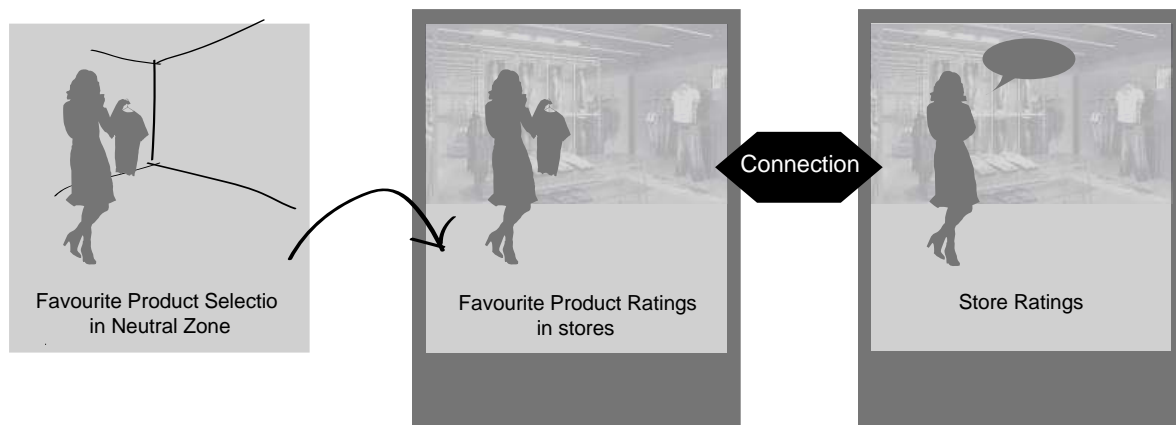 Favourite Product Selectio
in Neutral Zone
Favourite Product Ratings
in stores
Connection
Store Ratings